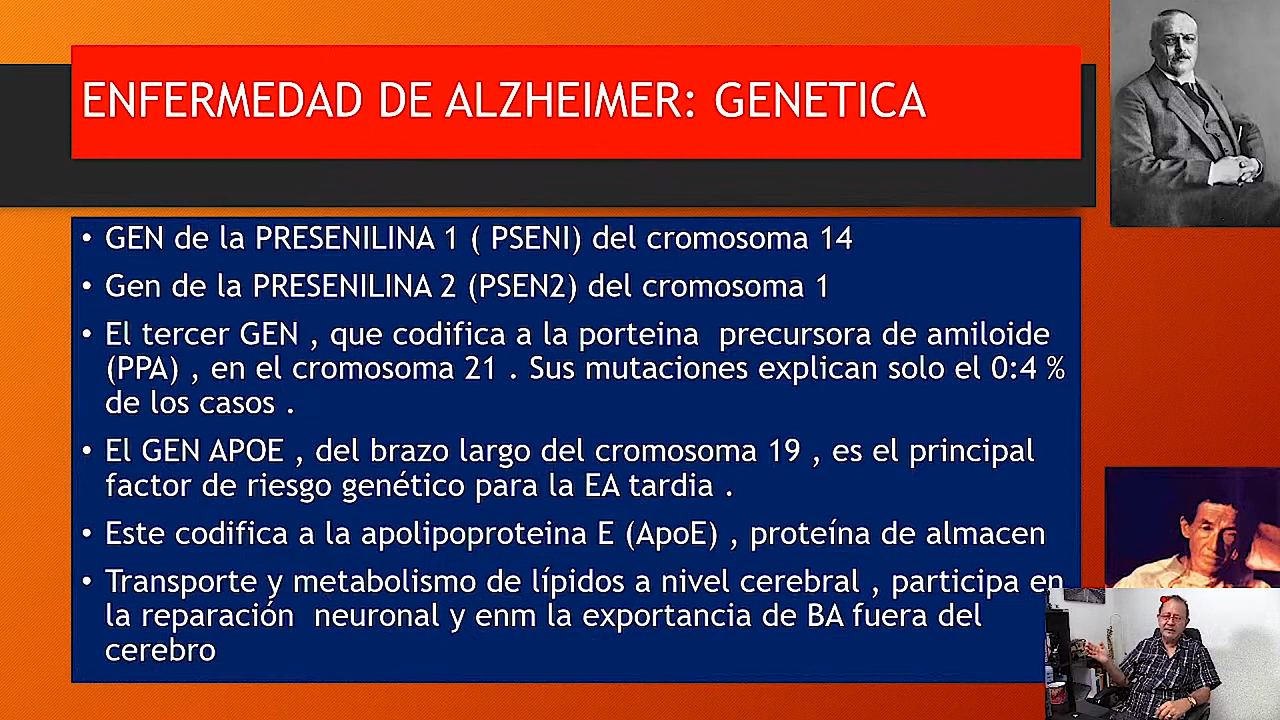 ENFERMEDAD DE ALZHEIMER: GENETICA
• GEN de la PRESENILINA 1 ( PSENI) del cromosoma 14
• Gen de la PRESENILINA 2 (PSEN2) del cromosoma 1
• El tercer GEN , que codifica a la porteina precursora de amiloide
(PPA) , en el cromosoma 21 . Sus mutaciones explican solo el 0:4 %
de los casos .
• El GEN APOE , del brazo largo del cromosoma 19 , es el principal
factor de riesgo genético para la EA tardia .
• Este codifica a la apolipoproteina E (ApoE) , proteína de almacen
• Transporte y metabolismo de lípidos a nivel cerebral , participa en
la reparación neuronal y enm la exportancia de BA fuera del
cerebro